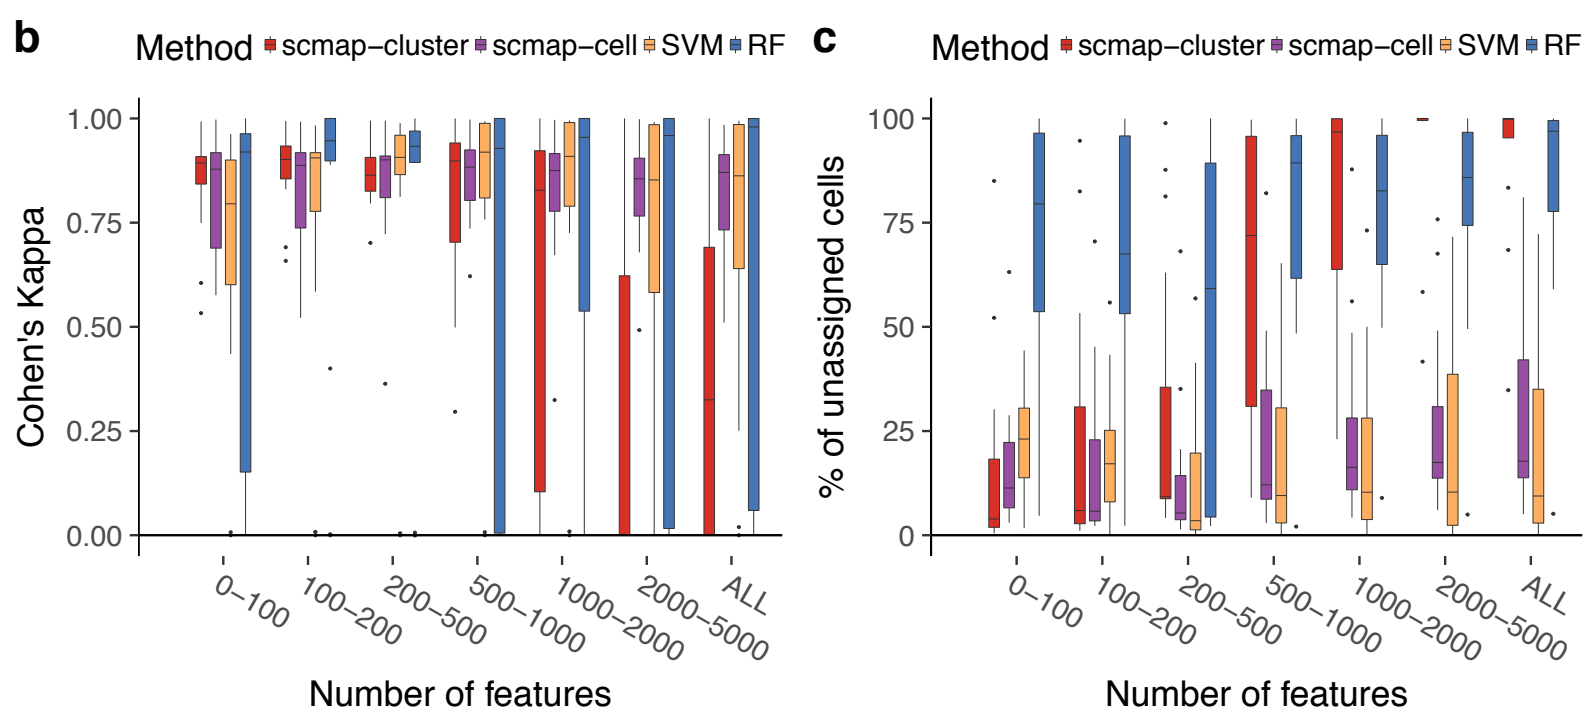 b
Method scmap−cluster scmap−cell SVM RF
Cohen's Kappa
1.00
0.75
0.50
0.25
0.00
0−100
100−200
200−500
500−1000
1000−2000
2000−5000
ALL
Number of features
c
Method scmap−cluster scmap−cell SVM RF
% of unassigned cells
100
75
50
25
0
0−100
100−200
200−500
500−1000
1000−2000
2000−5000
ALL
Number of features